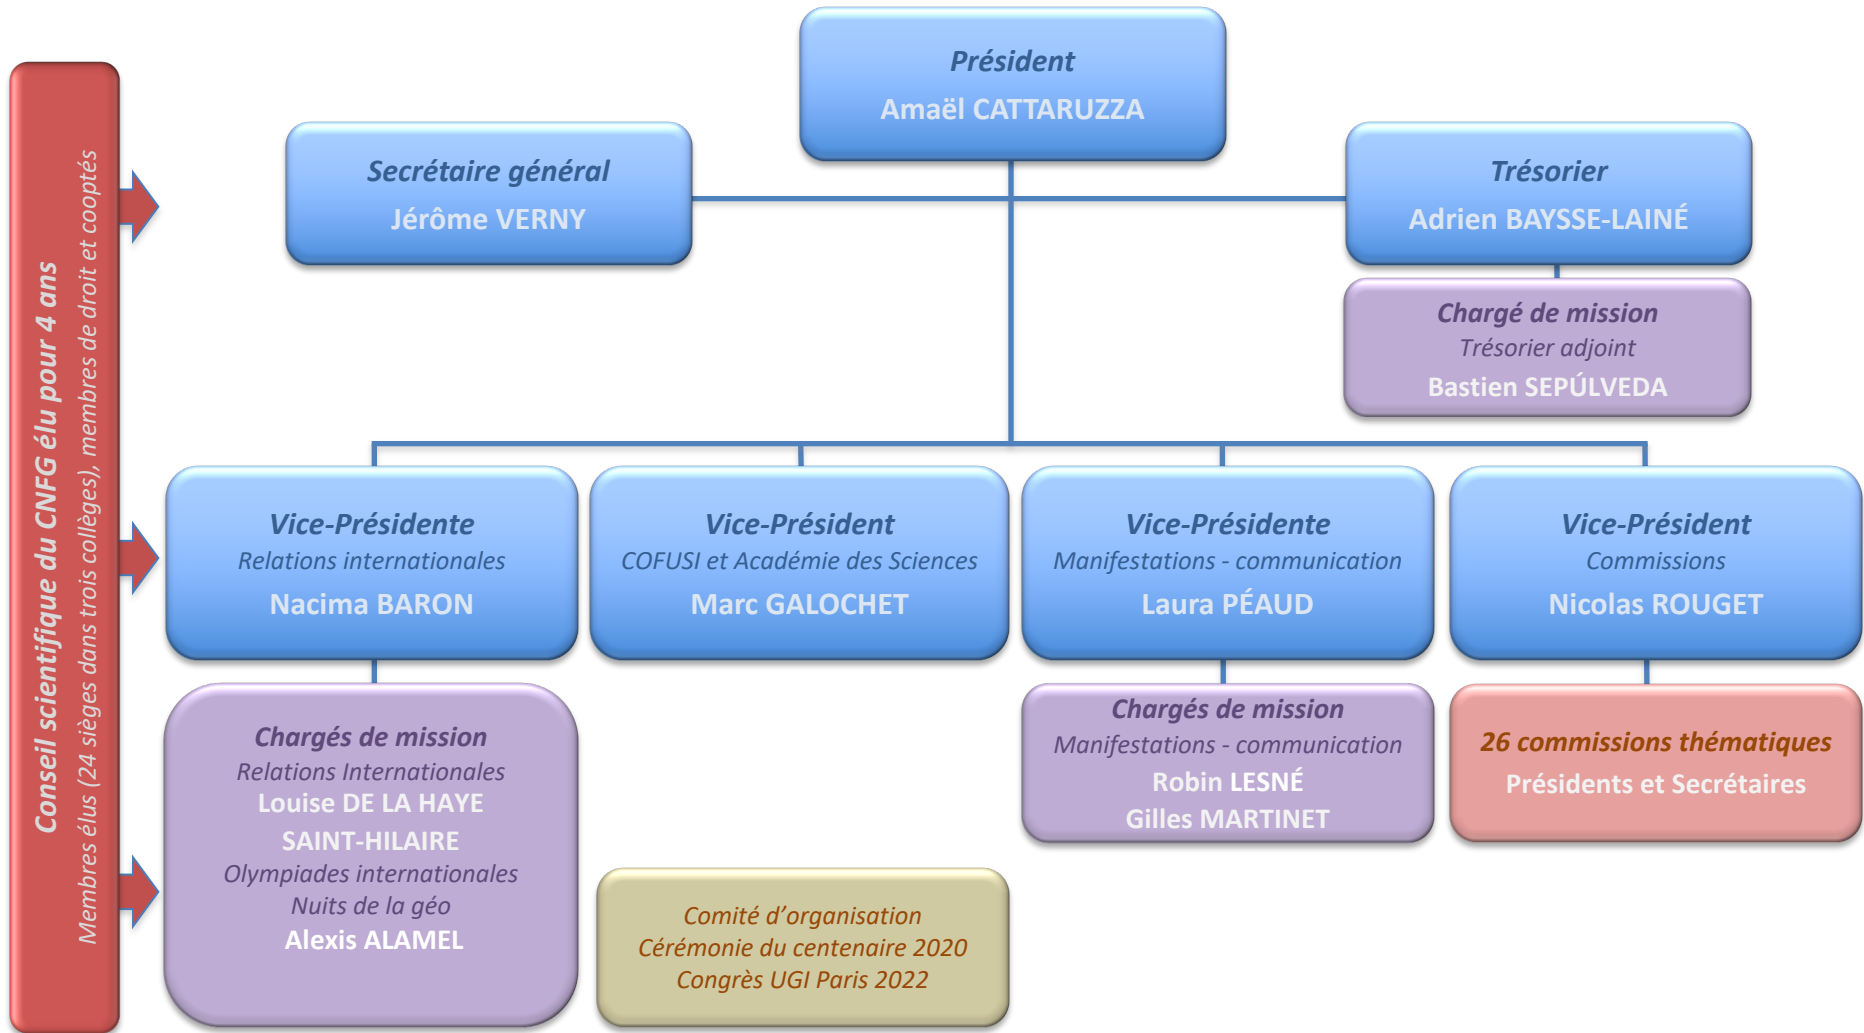 Conseil scientifique du CNFG élu pour 4 ans
Membres élus (24 sièges dans trois collèges), membres de droit et cooptés
Président
Amaël CATTARUZZA
Secrétaire général
Jérôme VERNY
Trésorier
Adrien BAYSSE-LAINÉ
Chargé de mission
Trésorier adjoint
Bastien SEPÚLVEDA
Vice-Présidente
Relations internationales
Nacima BARON
Vice-Président
COFUSI et Académie des Sciences
Marc GALOCHET
Vice-Présidente
Manifestations - communication
Laura PÉAUD
Vice-Président
Commissions
Nicolas ROUGET
Chargés de mission
Relations Internationales
Louise DE LA HAYE
SAINT-HILAIRE
Olympiades internationales
Nuits de la géo
Alexis ALAMEL
Comité d’organisation
Cérémonie du centenaire 2020
Congrès UGI Paris 2022
Chargés de mission
Manifestations - communication
Robin LESNÉ
Gilles MARTINET
26 commissions thématiques
Présidents et Secrétaires